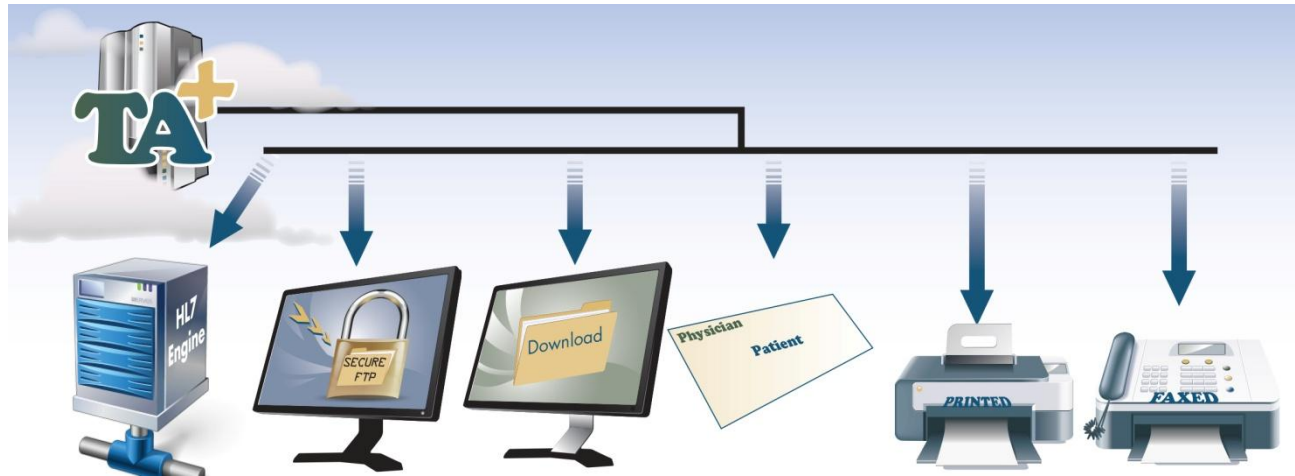 TA+
HL7
Engine
SECURE
FTP
Download
Physician
Patient
PRINTED
FAXED